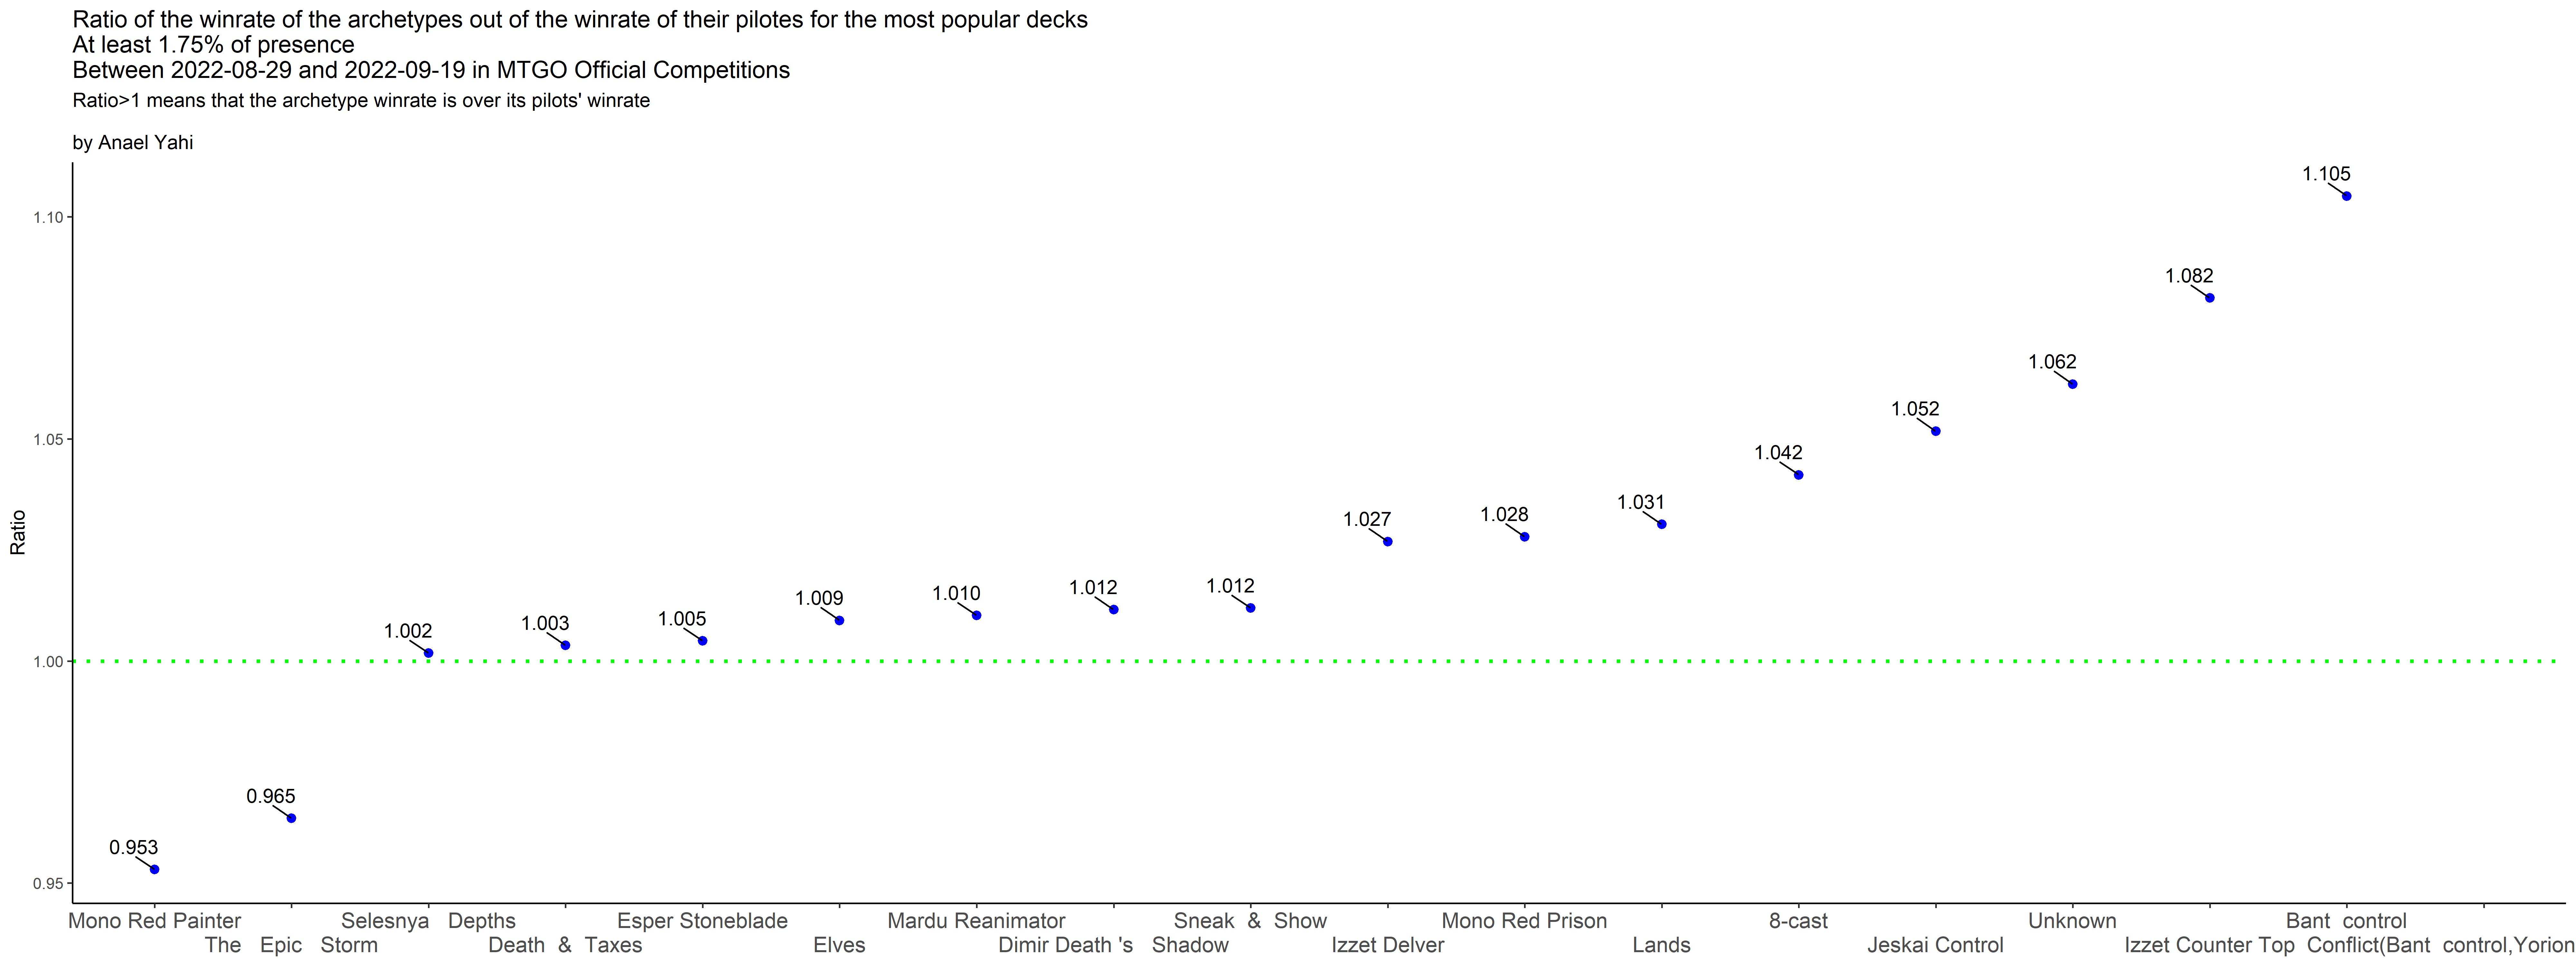 Ratio of the winrate of the archetypes out of the winrate of their pilotes for the most popular decks
At least 1.75% of presence
Between 2022-08-29 and 2022-09-19 in MTGO Official Competitions
Ratio>1 means that the archetype winrate is over its pilots' winrate
by Anael Yahi
Ratio
1.10
1.05
1.00
0.95
0.953
0.965
1.002
1.003
1.005
1.009
1.010
1.012
1.012
1.027
1.028
1.031
1.042
1.052
1.062
1.082
1.105
Mono Red Painter
The Epic Storm
Selesnya Depths
Death & Taxes
Esper Stoneblade
Elves
Mardu Reanimator
Dimir Death 's Shadow
Sneak & Show
Izzet Delver
Mono Red Prison
Lands
8-cast
Jeskai Control
Unknown
Izzet Counter Top
Bant control
Conflict(Bant control,Yorion